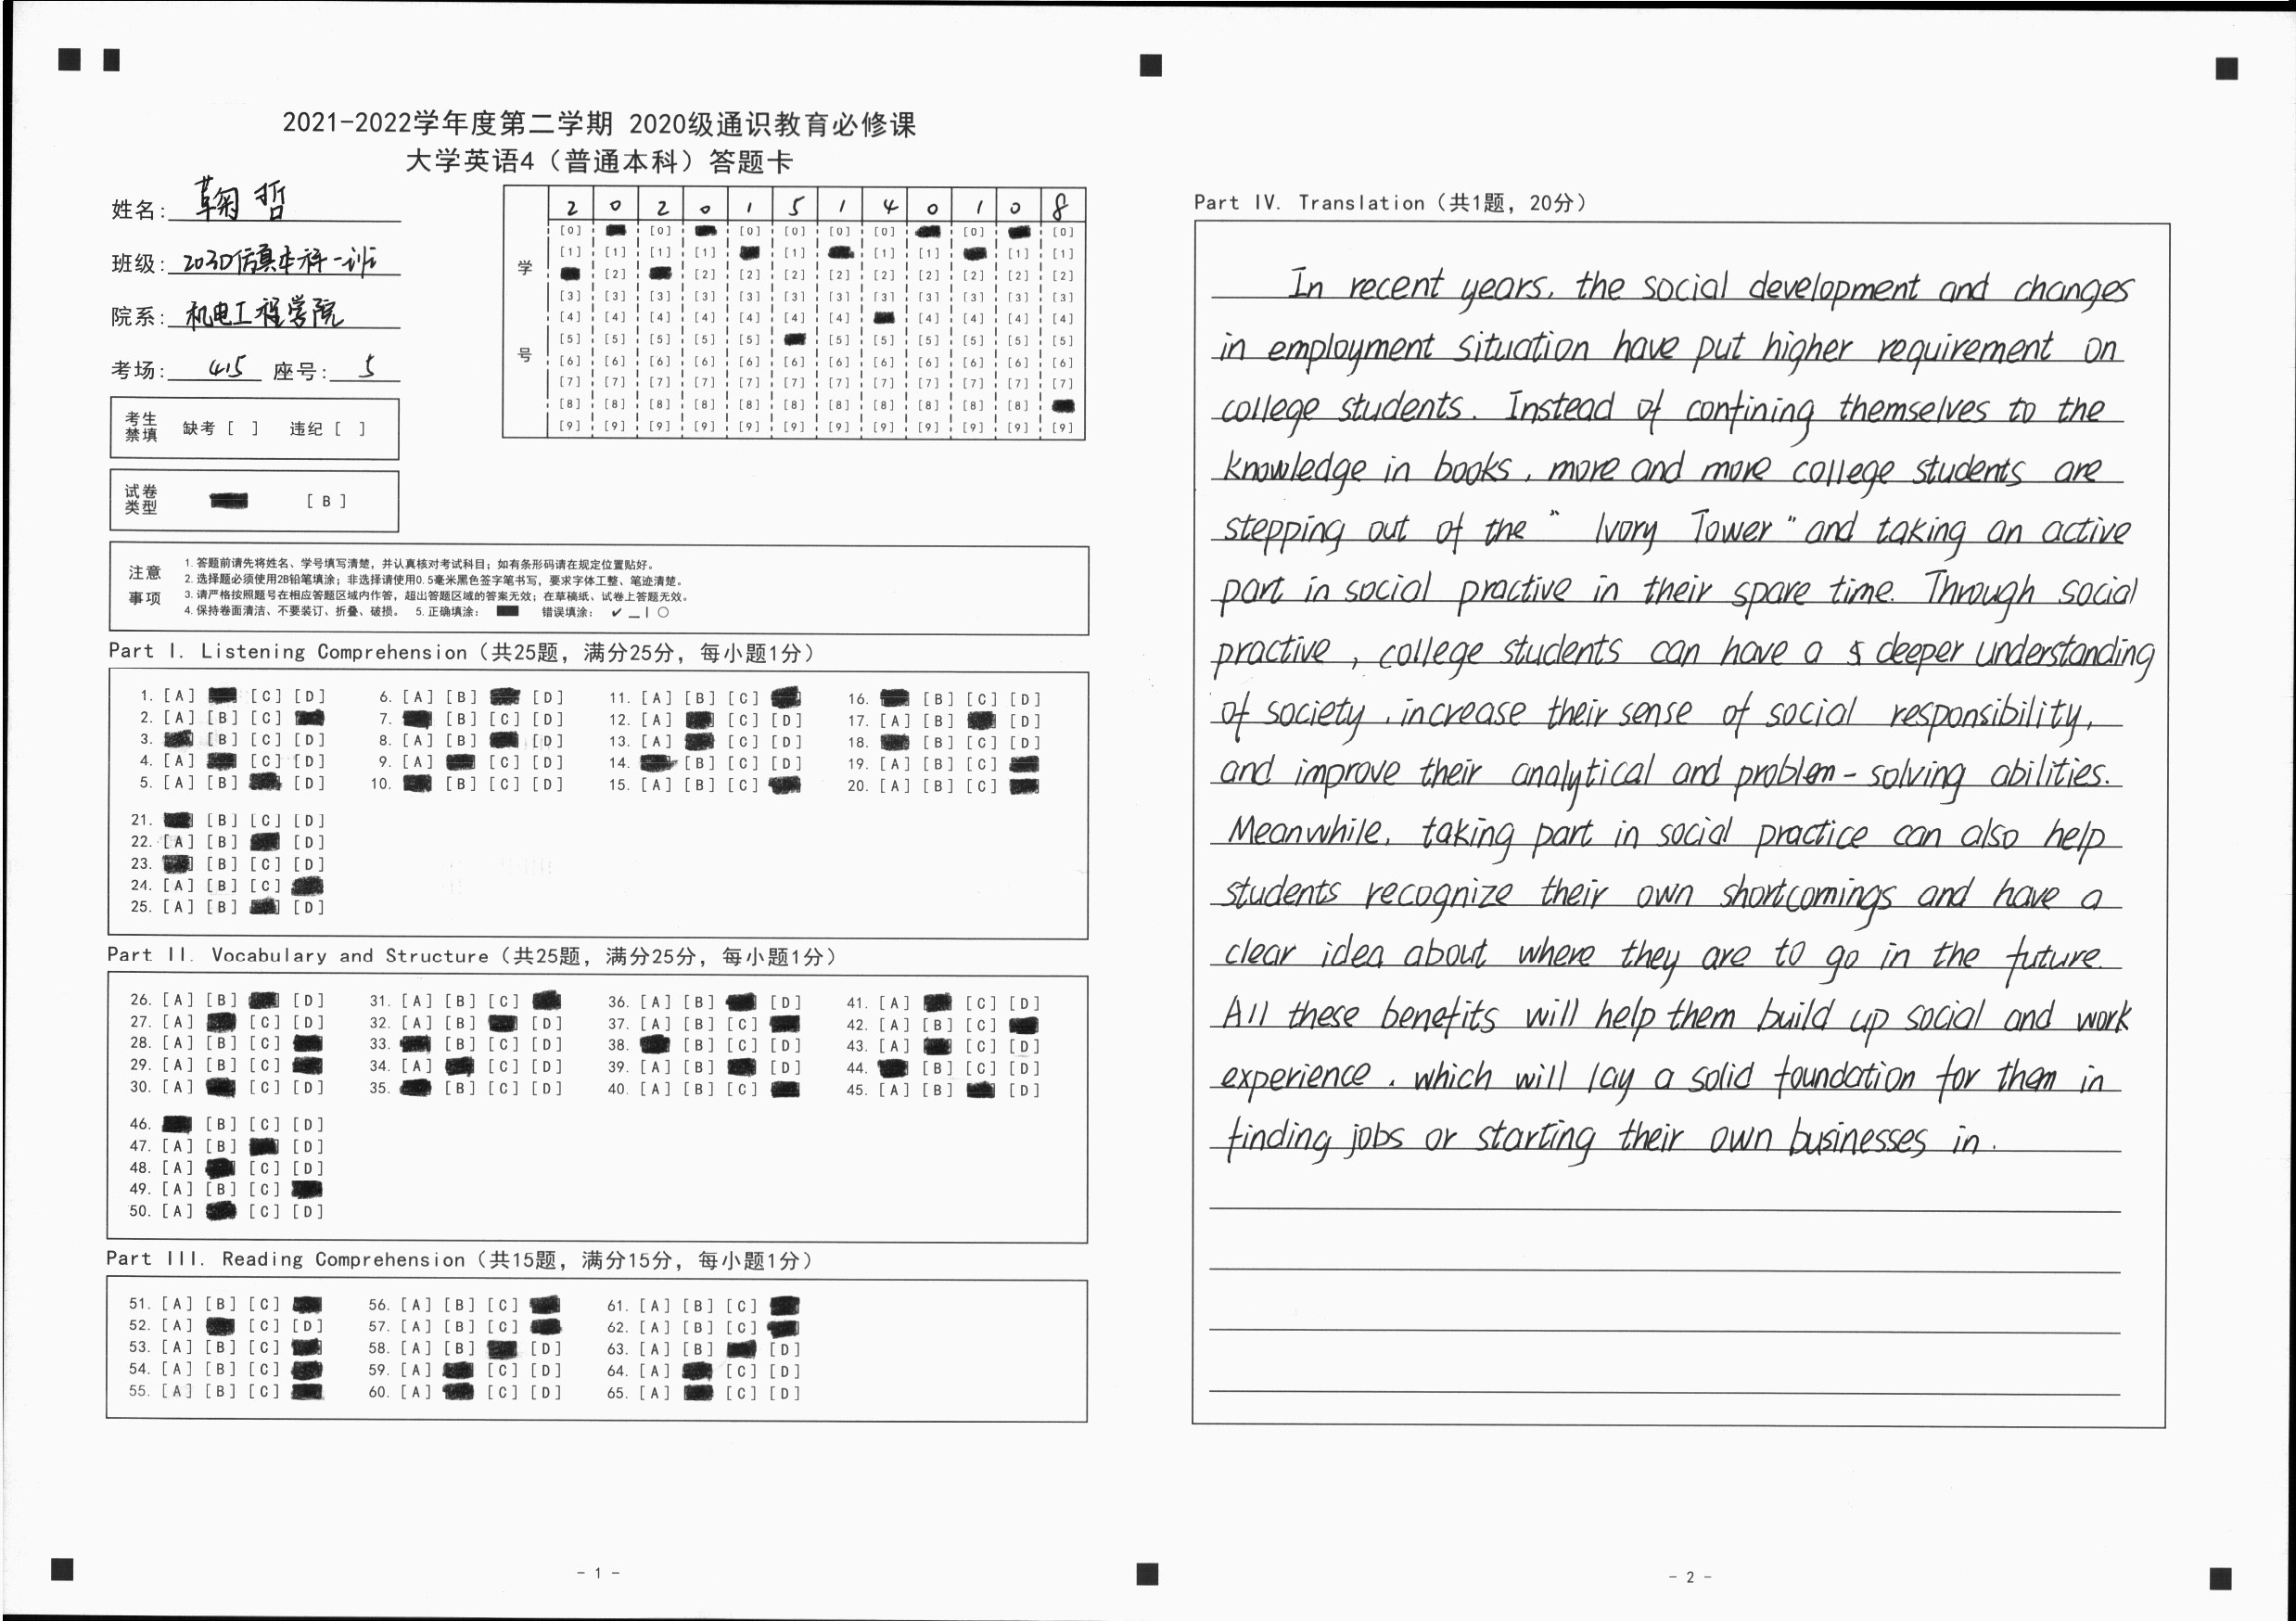 2021-2022学年度第二学期 2020级通识教育必修课
大学英语4（普通本科）答题卡
姓名: 鞠哲
班级: 203D仿真本科一班
院系: 机电工程学院
考场: 415 座号: 5
考生禁填 缺考 [ ] 违纪 [ ]
试卷类型 [ B ]
学号
2 0 2 0 1 5 1 4 0 1 0 8
[0] [0] [0] [0] [0] [0] [0] [0]
[1] [1] [1] [1] [1] [1] [1] [1] [1]
[2] [2] [2] [2] [2] [2] [2] [2] [2] [2]
[3] [3] [3] [3] [3] [3] [3] [3] [3] [3] [3] [3]
[4] [4] [4] [4] [4] [4] [4] [4] [4] [4] [4]
[5] [5] [5] [5] [5] [5] [5] [5] [5] [5] [5]
[6] [6] [6] [6] [6] [6] [6] [6] [6] [6] [6] [6]
[7] [7] [7] [7] [7] [7] [7] [7] [7] [7] [7] [7]
[8] [8] [8] [8] [8] [8] [8] [8] [8] [8] [8]
[9] [9] [9] [9] [9] [9] [9] [9] [9] [9] [9] [9]
注意事项
1. 答题前请先将姓名、学号填写清楚，并认真核对考试科目；如有条形码请在规定位置贴好。
2. 选择题必须使用2B铅笔填涂；非选择请使用0.5毫米黑色签字笔书写，要求字体工整、笔迹清楚。
3. 请严格按照题号在相应答题区域内作答，超出答题区域的答案无效；在草稿纸、试卷上答题无效。
4. 保持卷面清洁、不要装订、折叠、破损。 5. 正确填涂： 错误填涂：
Part I. Listening Comprehension（共25题，满分25分，每小题1分）
1. [A] [C] [D] 6. [A] [B] [D] 11. [A] [B] [C] 16. [B] [C] [D]
2. [A] [B] [C] 7. [B] [C] [D] 12. [A] [C] [D] 17. [A] [B] [D]
3. [B] [C] [D] 8. [A] [B] [D] 13. [A] [C] [D] 18. [B] [C] [D]
4. [A] [C] [D] 9. [A] [C] [D] 14. [B] [C] [D] 19. [A] [B] [C]
5. [A] [B] [D] 10. [B] [C] [D] 15. [A] [B] [C] 20. [A] [B] [C]
21. [B] [C] [D]
22. [A] [B] [D]
23. [B] [C] [D]
24. [A] [B] [C]
25. [A] [B] [D]
Part II. Vocabulary and Structure（共25题，满分25分，每小题1分）
26. [A] [B] [D] 31. [A] [B] [C] 36. [A] [B] [D] 41. [A] [C] [D]
27. [A] [C] [D] 32. [A] [B] [D] 37. [A] [B] [C] 42. [A] [B] [C]
28. [A] [B] [C] 33. [B] [C] [D] 38. [B] [C] [D] 43. [A] [C] [D]
29. [A] [B] [C] 34. [A] [C] [D] 39. [A] [B] [D] 44. [B] [C] [D]
30. [A] [C] [D] 35. [B] [C] [D] 40. [A] [B] [C] 45. [A] [B] [D]
46. [B] [C] [D]
47. [A] [B] [D]
48. [A] [C] [D]
49. [A] [B] [C]
50. [A] [C] [D]
Part III. Reading Comprehension（共15题，满分15分，每小题1分）
51. [A] [B] [C] 56. [A] [B] [C] 61. [A] [B] [C]
52. [A] [C] [D] 57. [A] [B] [C] 62. [A] [B] [C]
53. [A] [B] [C] 58. [A] [B] [D] 63. [A] [B] [D]
54. [A] [B] [C] 59. [A] [C] [D] 64. [A] [C] [D]
55. [A] [B] [C] 60. [A] [C] [D] 65. [A] [C] [D]
- 1 -
Part IV. Translation（共1题，20分）
In recent years, the social development and changes
in employment situation have put higher requirement on
college students. Instead of confining themselves to the
knowledge in books, more and more college students are
stepping out of the " Ivory Tower " and taking an active
part in social practive in their spare time. Through social
practive, college students can have a deeper understanding
of society, increase their sense of social responsibility,
and improve their analytical and problem-solving abilities.
Meanwhile, taking part in social practice can also help
students recognize their own shortcomings and have a
clear idea about where they are to go in the future.
All these benefits will help them build up social and work
experience, which will lay a solid foundation for them in
finding jobs or starting their own businesses in.
- 2 -